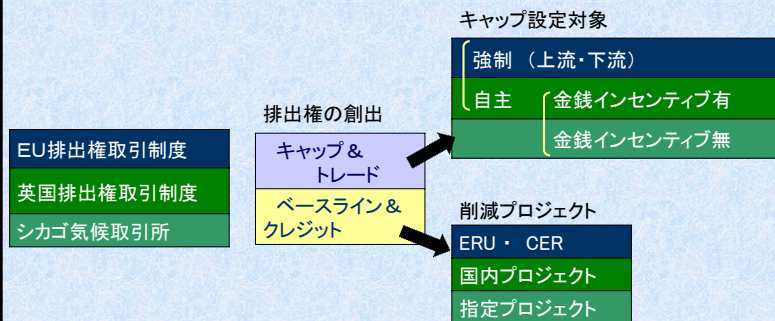 キャップ設定対象
強制 （上流・下流）
自主 金銭インセンティブ有
金銭インセンティブ無
排出権の創出
キャップ＆
トレード
ベースライン＆
クレジット
EU排出権取引制度
英国排出権取引制度
シカゴ気候取引所
削減プロジェクト
ERU ・ CER
国内プロジェクト
指定プロジェクト